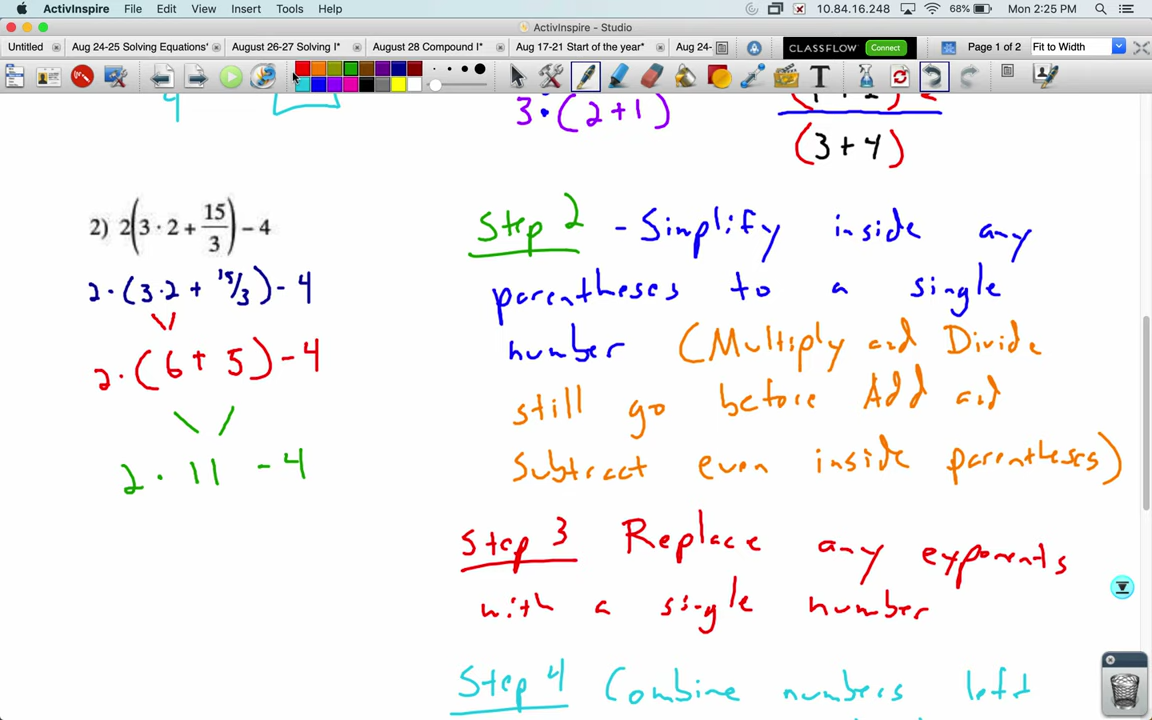 ActivInspire File Edit View Insert Tools Help 10.84.16.248 68% Mon 2:25 PM
ActivInspire - Studio
Untitled Aug 24-25 Solving Equations* August 26-27 Solving I* August 28 Compound I* Aug 17-21 Start of the year* Aug 24- CLASSFLOW Connect Page 1 of 2 Fit to Width
4
3·(2+1)
(3+4)
2) 2(3 · 2 + 15/3) – 4
2·(3·2 + 15/3) - 4
2·(6+ 5) - 4
2 · 11 - 4
Step 2 - Simplify inside any
parentheses to a single
number (Multiply and Divide
still go before Add and
Subtract even inside parentheses)
Step 3 Replace any exponents
with a single number
Step 4 Combine numbers left